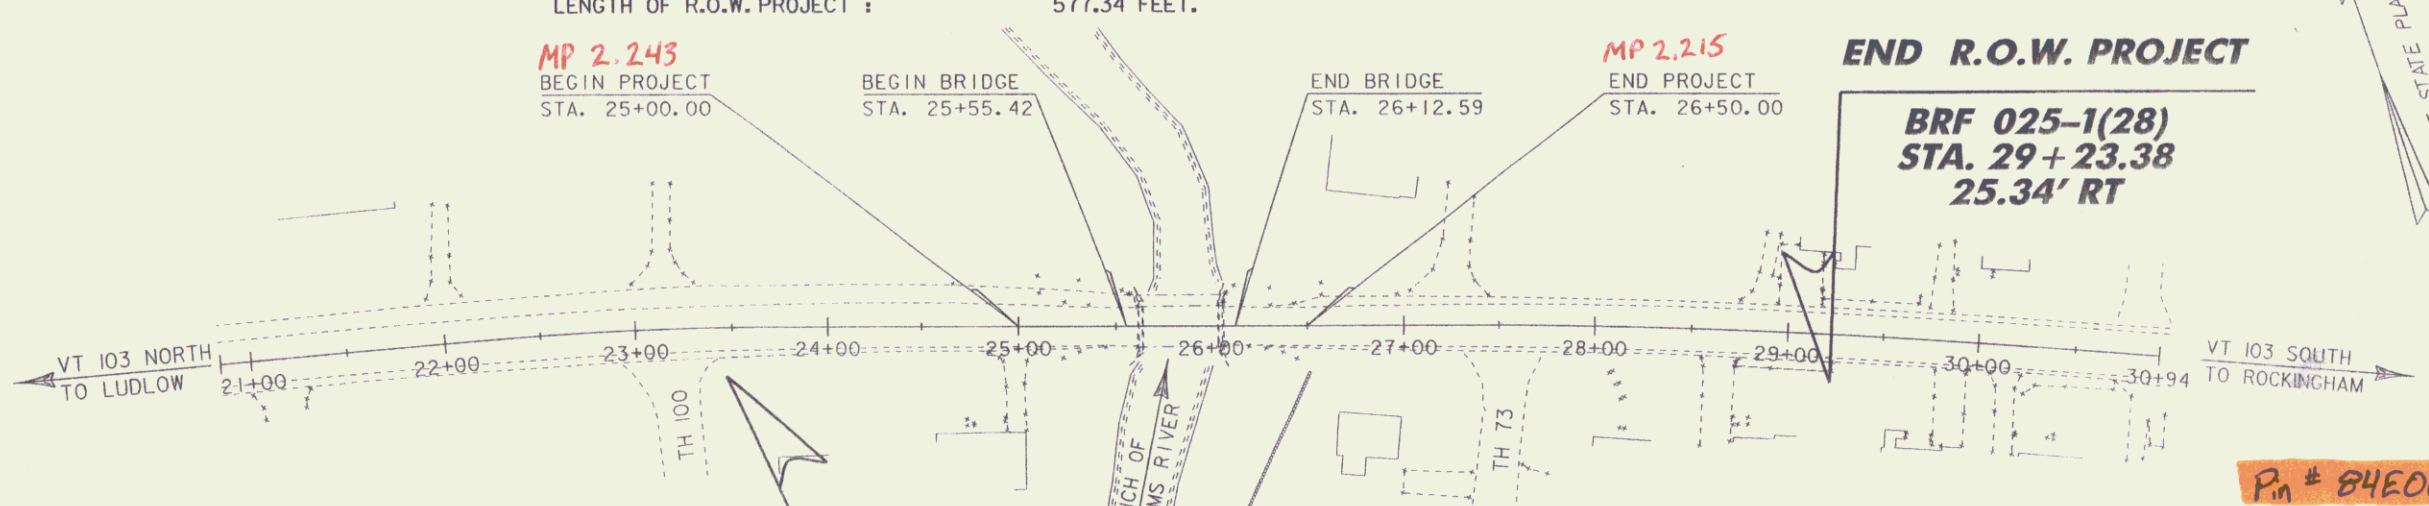 LENGTH OF R.O.W. PROJECT : 577.34 FEET.
MP 2.243
BEGIN PROJECT
STA. 25+00.00
BEGIN BRIDGE
STA. 25+55.42
END BRIDGE
STA. 26+12.59
MP 2.215
END PROJECT
STA. 26+50.00
END R.O.W. PROJECT
BRF 025-1(28)
STA. 29+23.38
25.34' RT
STATE
VT 103 NORTH
TO LUDLOW
21+00
22+00
23+00
24+00
25+00
26+00
27+00
28+00
29+00
30+00
30+94
VT 103 SOUTH
TO ROCKINGHAM
TH 100
OF
RIVER
TH 73
Pin #